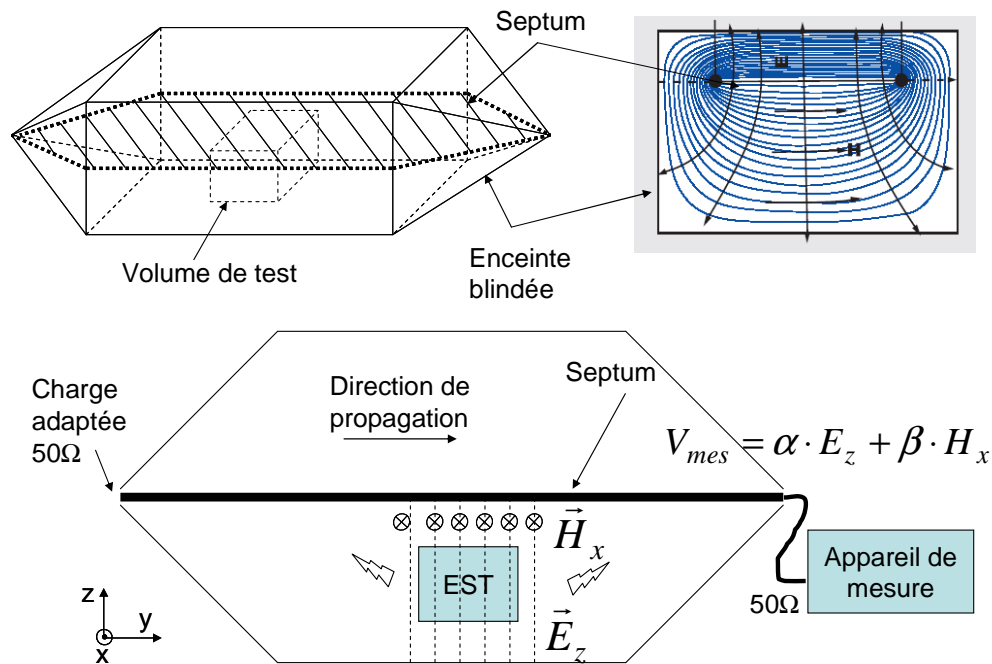 Septum
E
H
Volume de test
Enceinte
blindée
Charge
adaptée
50Ω
Direction de
propagation
Septum
V_mes = α · E_z + β · H_x
H_x
EST
E_z
Appareil de
mesure
50Ω
z
y
x